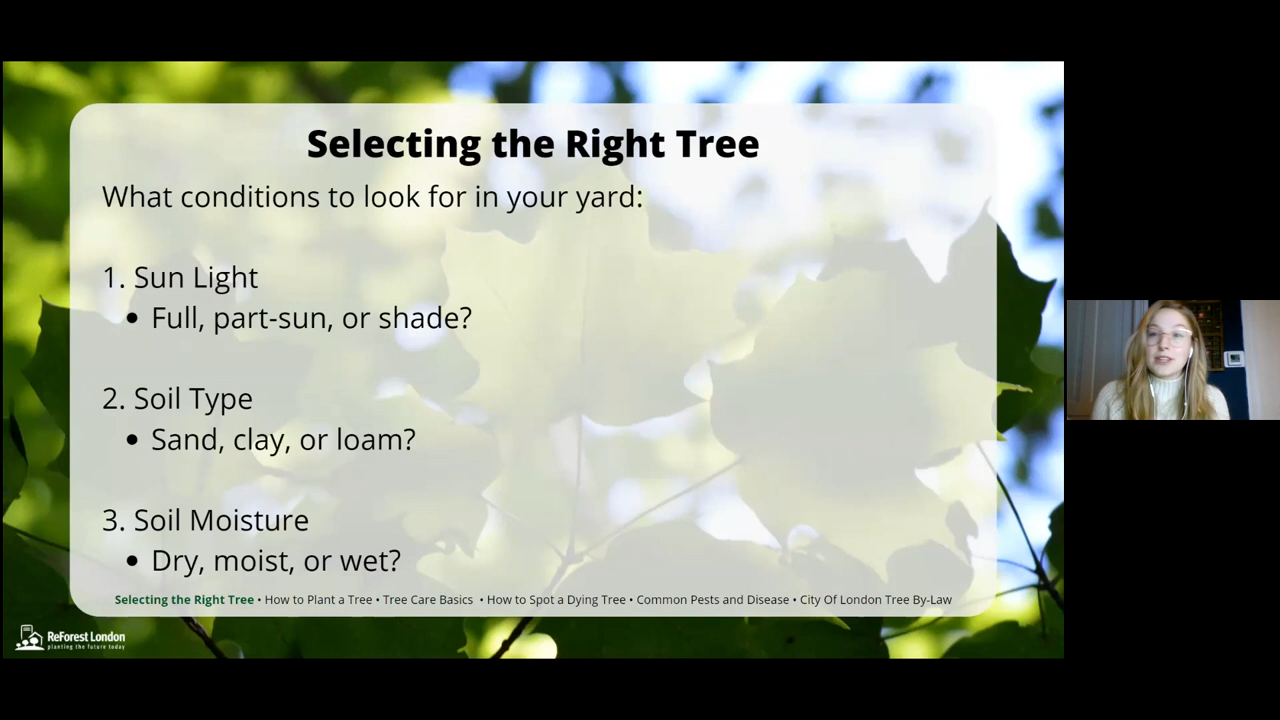 Selecting the Right Tree
What conditions to look for in your yard:
1. Sun Light
• Full, part-sun, or shade?
2. Soil Type
• Sand, clay, or loam?
3. Soil Moisture
• Dry, moist, or wet?
Selecting the Right Tree • How to Plant a Tree • Tree Care Basics • How to Spot a Dying Tree • Common Pests and Disease • City Of London Tree By-Law
ReForest London
planting the future today